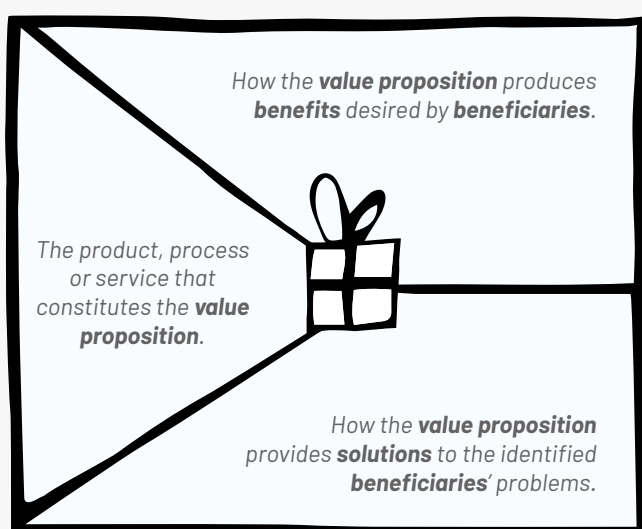 How the value proposition produces
benefits desired by beneficiaries.
The product, process
or service that
constitutes the value
proposition.
How the value proposition
provides solutions to the identified
beneficiaries' problems.